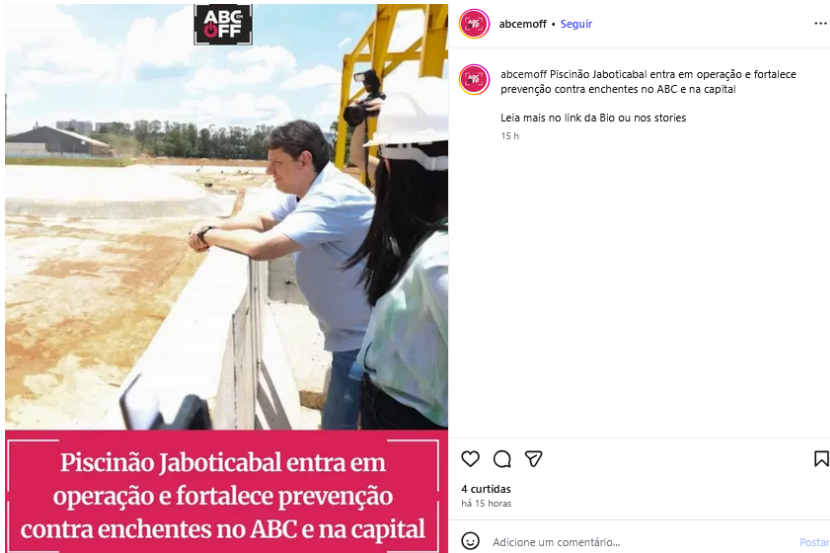 ABC EM
OFF
Piscinão Jaboticabal entra em
operação e fortalece prevenção
contra enchentes no ABC e na capital
abcemoff • Seguir
abcemoff Piscinão Jaboticabal entra em operação e fortalece
prevenção contra enchentes no ABC e na capital
Leia mais no link da Bio ou nos stories
15 h
4 curtidas
há 15 horas
Adicione um comentário...
Postar